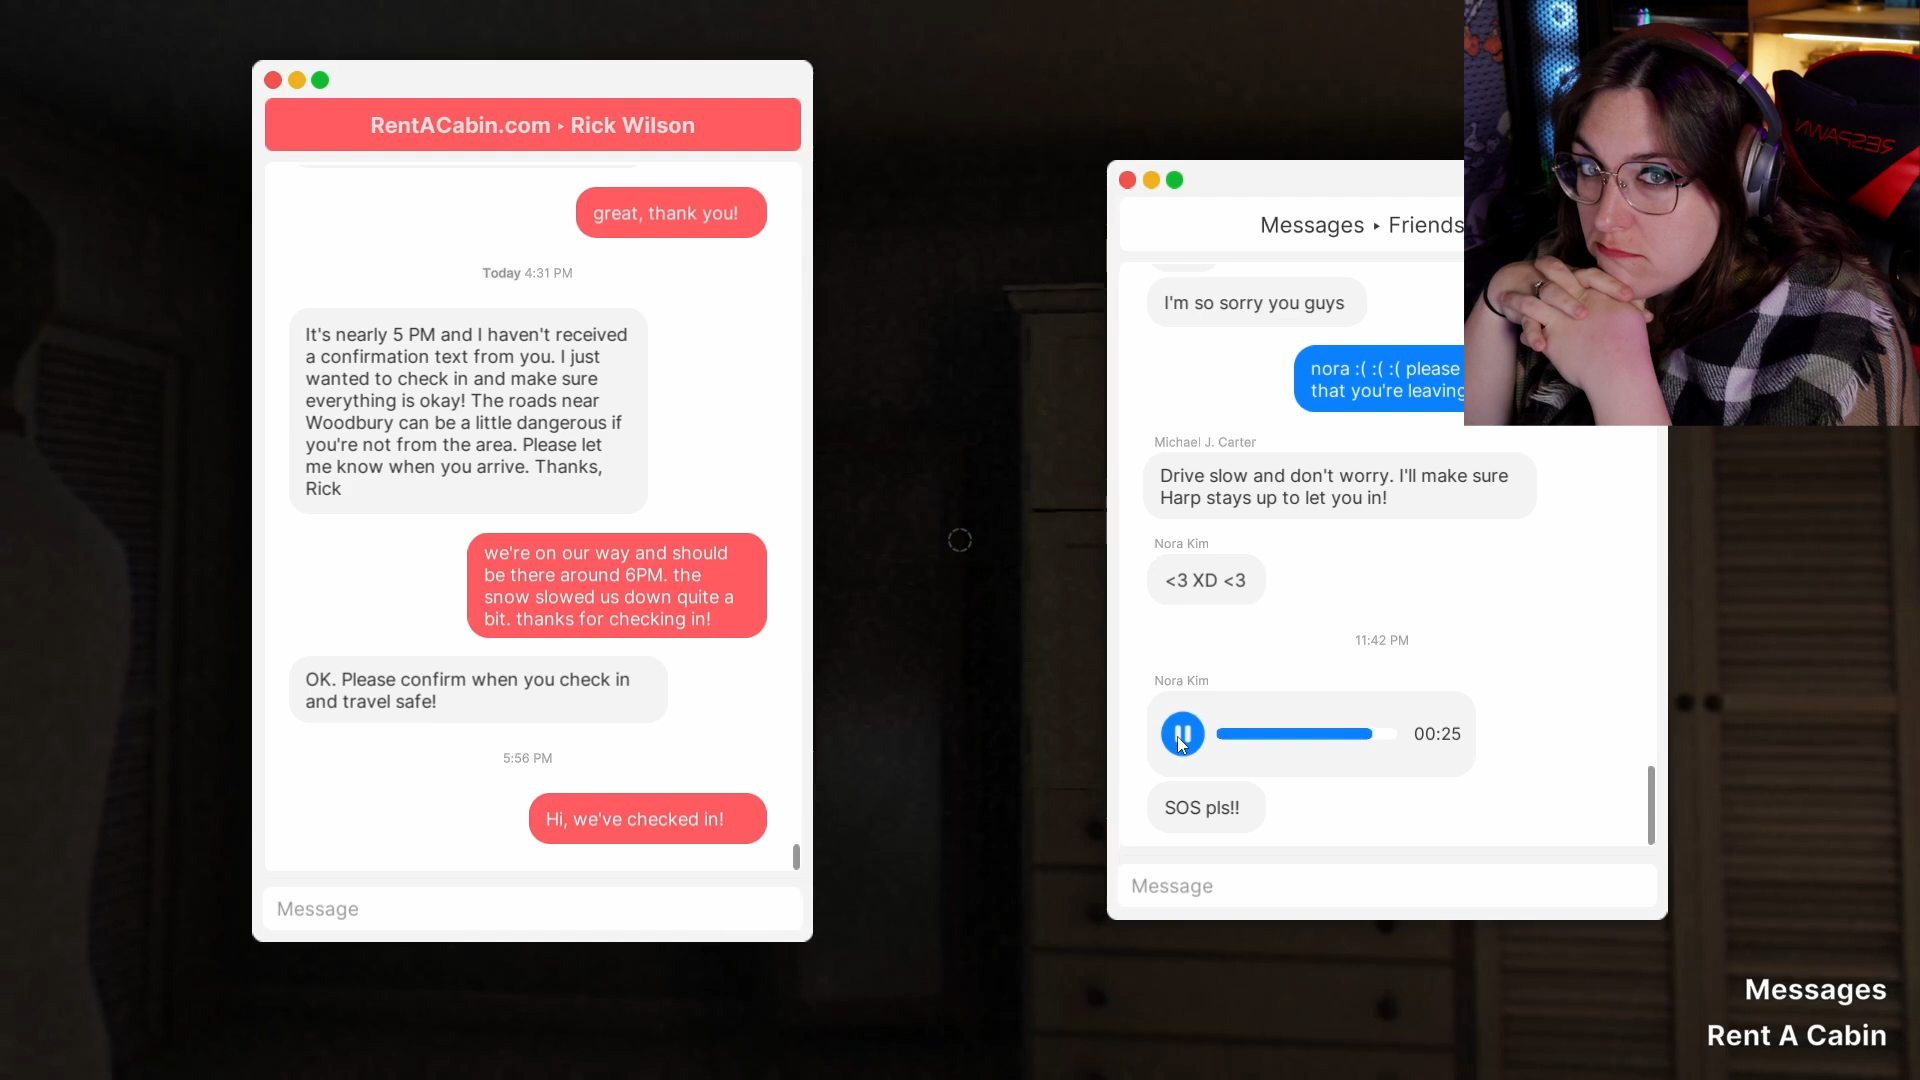 RentACabin.com ‣ Rick Wilson
great, thank you!
Today 4:31 PM
It's nearly 5 PM and I haven't received
a confirmation text from you. I just
wanted to check in and make sure
everything is okay! The roads near
Woodbury can be a little dangerous if
you're not from the area. Please let
me know when you arrive. Thanks,
Rick
we're on our way and should
be there around 6PM. the
snow slowed us down quite a
bit. thanks for checking in!
OK. Please confirm when you check in
and travel safe!
5:56 PM
Hi, we've checked in!
Message
Messages ‣ Friends
I'm so sorry you guys
nora :( :( :( please
that you're leaving
Michael J. Carter
Drive slow and don't worry. I'll make sure
Harp stays up to let you in!
Nora Kim
<3 XD <3
11:42 PM
Nora Kim
00:25
SOS pls!!
Message
RESPAWN
Messages
Rent A Cabin